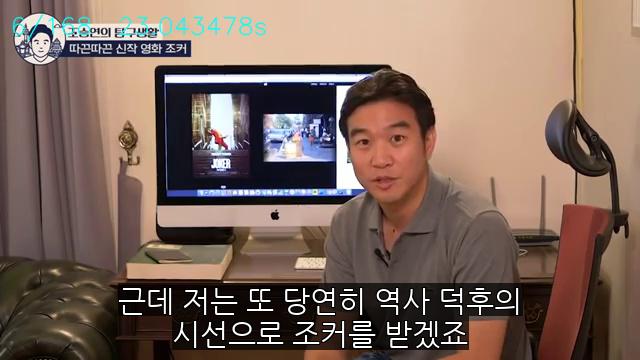 6/168  23.043478s
조승연의 탐구생활
따끈따끈 신작 영화 조커
JOKER
근데 저는 또 당연히 역사 덕후의
시선으로 조커를 받겠죠